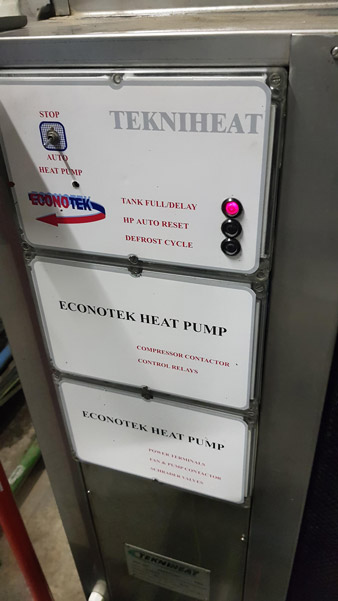 STOP
TEKNIHEAT
AUTO
HEAT PUMP
ECONOTEK
TANK FULL/DELAY
HP AUTO RESET
DEFROST CYCLE
ECONOTEK HEAT PUMP
COMPRESSOR CONTACTOR
CONTROL RELAYS
ECONOTEK HEAT PUMP
POWER TERMINALS
FAN & PUMP CONTACTOR
SCHRADER VALVES
TEKNIHEAT